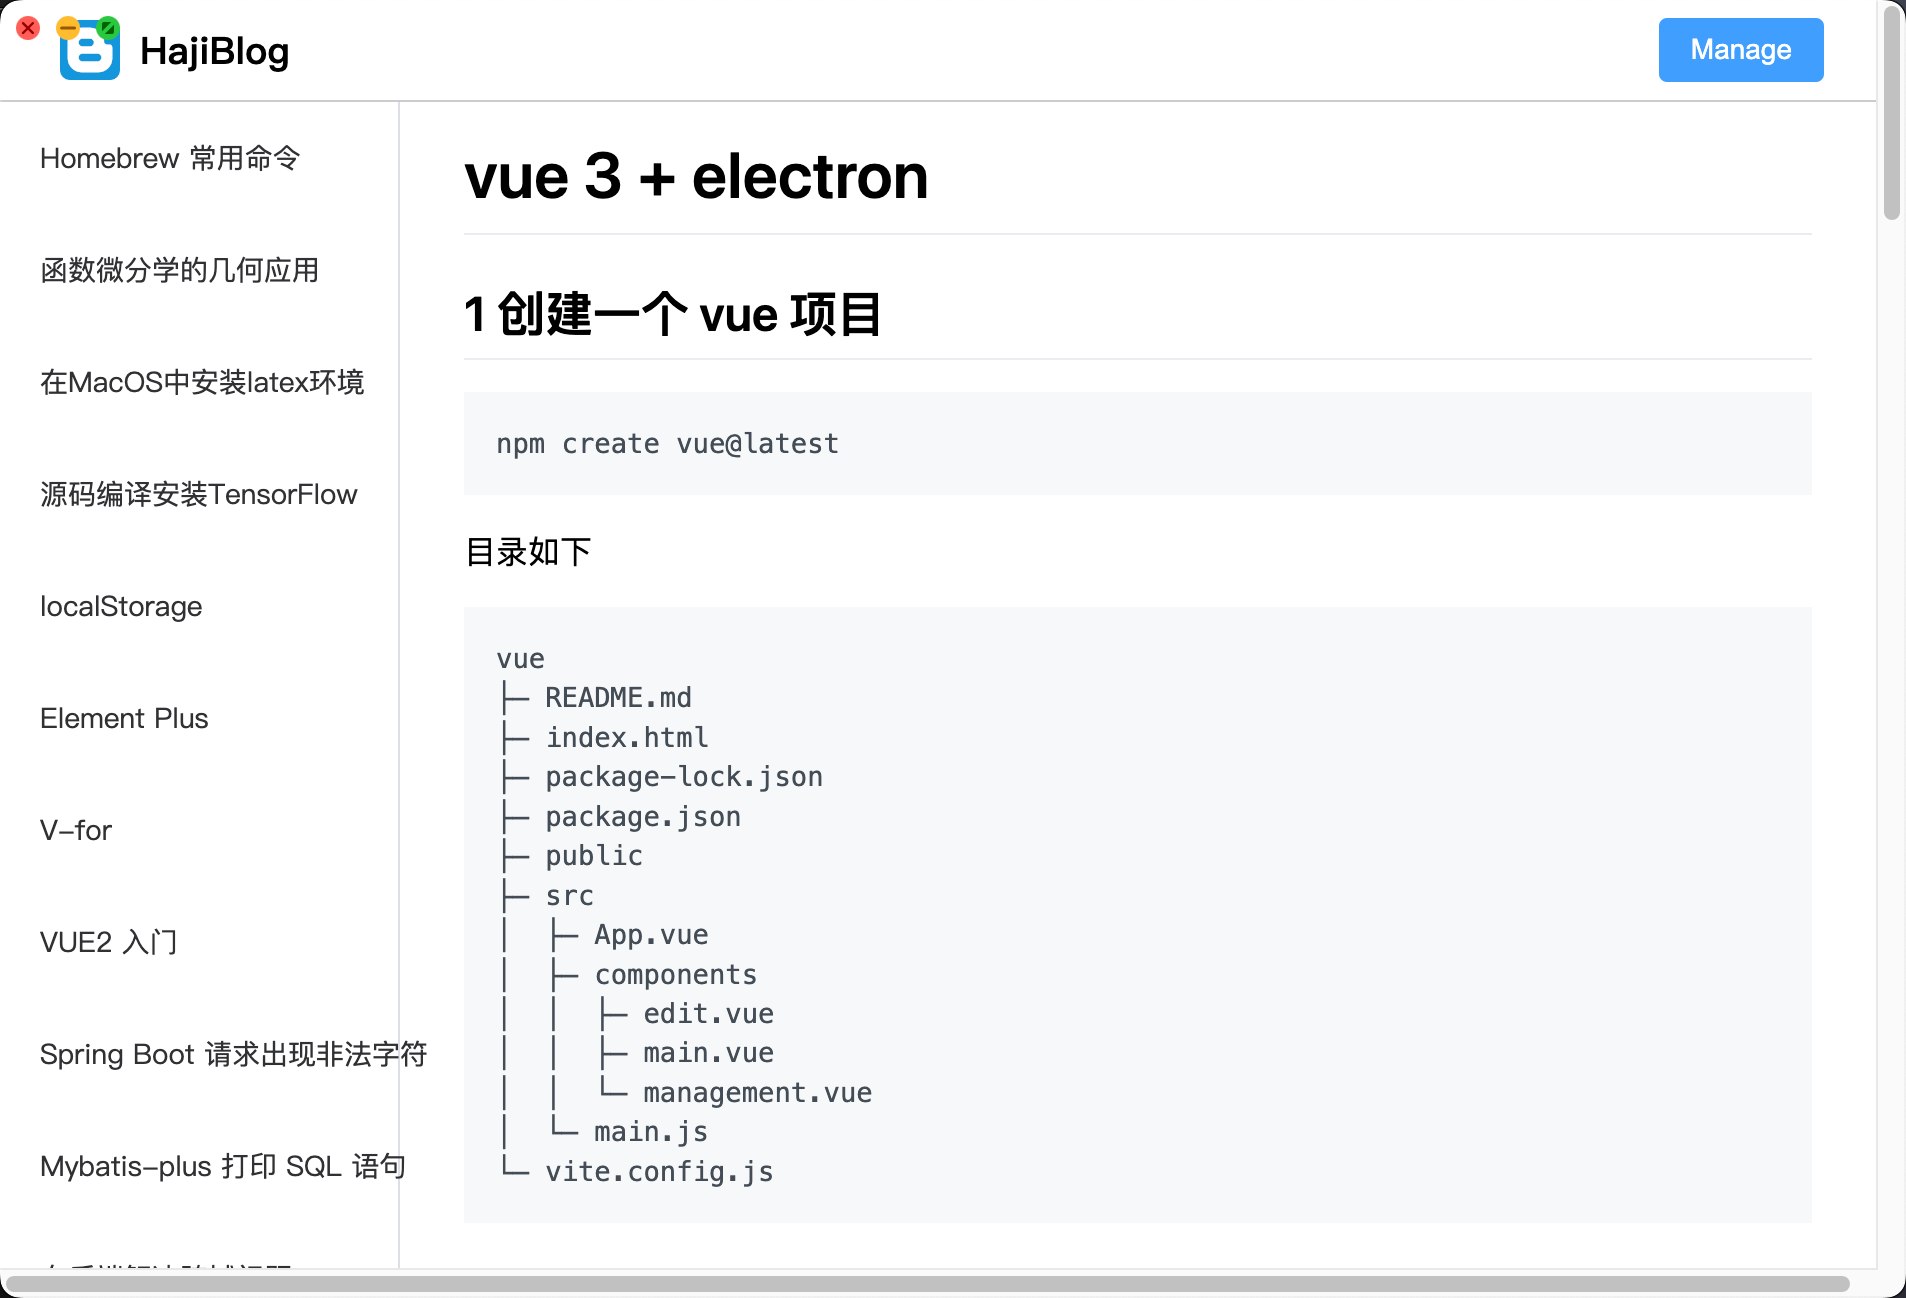 HajiBlog
Manage
Homebrew 常用命令
函数微分学的几何应用
在MacOS中安装latex环境
源码编译安装TensorFlow
localStorage
Element Plus
V-for
VUE2 入门
Spring Boot 请求出现非法字符
Mybatis-plus 打印 SQL 语句
vue 3 + electron
1 创建一个 vue 项目
npm create vue@latest
目录如下
vue
├─ README.md
├─ index.html
├─ package-lock.json
├─ package.json
├─ public
├─ src
│  ├─ App.vue
│  ├─ components
│  │  ├─ edit.vue
│  │  ├─ main.vue
│  │  └─ management.vue
│  └─ main.js
└─ vite.config.js